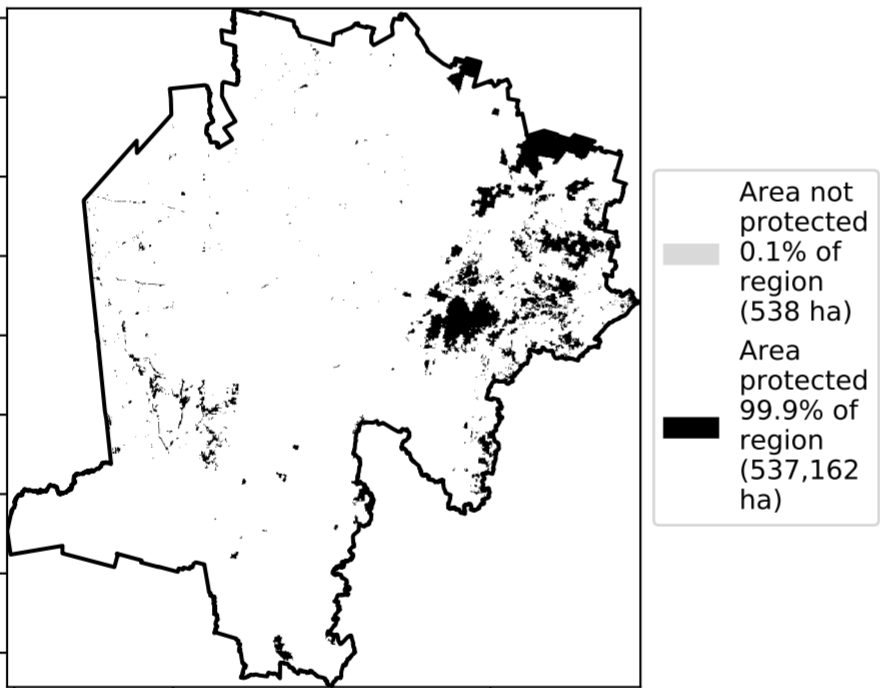 Area not
protected
0.1% of
region
(538 ha)
Area
protected
99.9% of
region
(537,162
ha)